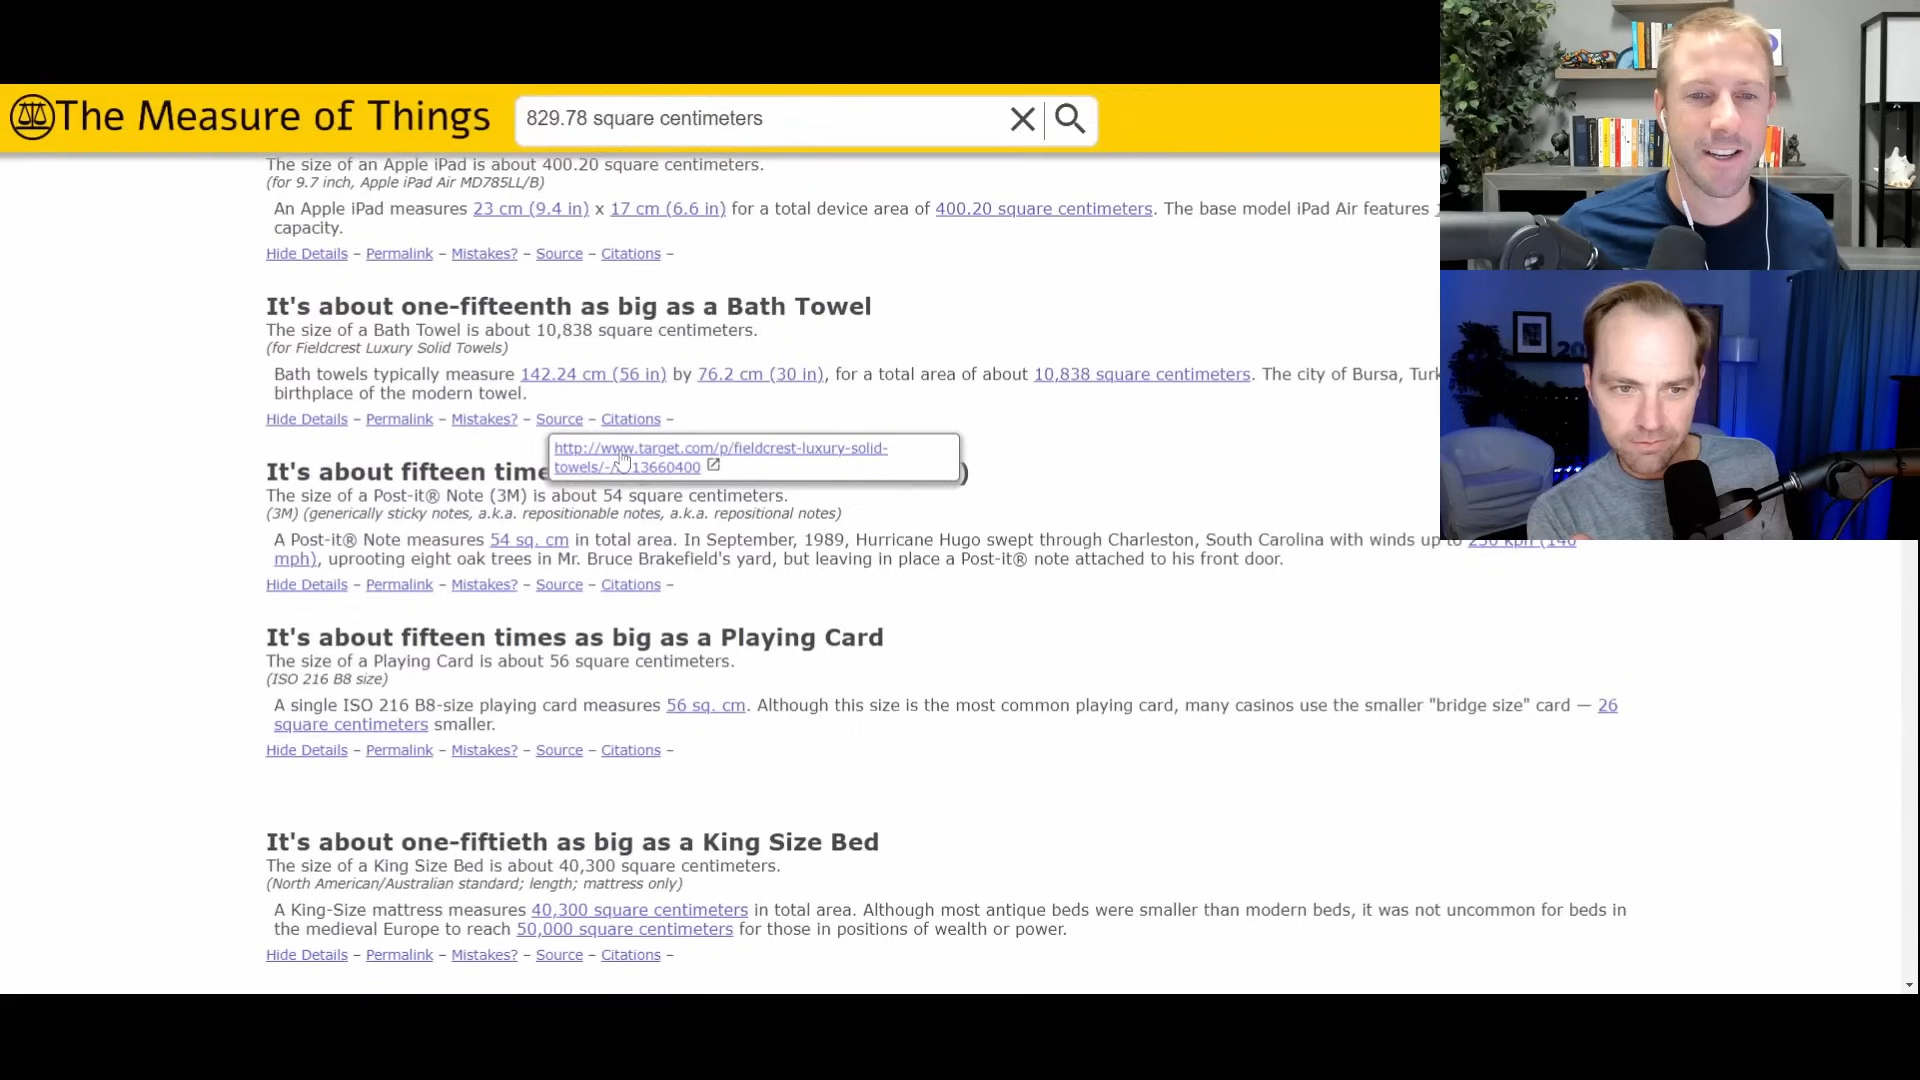 The Measure of Things
829.78 square centimeters
The size of an Apple iPad is about 400.20 square centimeters.
(for 9.7 inch, Apple iPad Air MD785LL/B)
An Apple iPad measures 23 cm (9.4 in) x 17 cm (6.6 in) for a total device area of 400.20 square centimeters. The base model iPad Air features
capacity.
Hide Details – Permalink – Mistakes? – Source – Citations –
It's about one-fifteenth as big as a Bath Towel
The size of a Bath Towel is about 10,838 square centimeters.
(for Fieldcrest Luxury Solid Towels)
Bath towels typically measure 142.24 cm (56 in) by 76.2 cm (30 in), for a total area of about 10,838 square centimeters. The city of Bursa,
birthplace of the modern towel.
Hide Details – Permalink – Mistakes? – Source – Citations –
http://www.target.com/p/fieldcrest-luxury-solid-
towels/-/ 13660400
It's about fifteen )
The size of a Post-it® Note (3M) is about 54 square centimeters.
(3M) (generically sticky notes, a.k.a. repositionable notes, a.k.a. repositional notes)
A Post-it® Note measures 54 sq. cm in total area. In September, 1989, Hurricane Hugo swept through Charleston, South Carolina with winds up to 230 kph (140
mph), uprooting eight oak trees in Mr. Bruce Brakefield's yard, but leaving in place a Post-it® note attached to his front door.
Hide Details – Permalink – Mistakes? – Source – Citations –
It's about fifteen times as big as a Playing Card
The size of a Playing Card is about 56 square centimeters.
(ISO 216 B8 size)
A single ISO 216 B8-size playing card measures 56 sq. cm. Although this size is the most common playing card, many casinos use the smaller "bridge size" card — 26
square centimeters smaller.
Hide Details – Permalink – Mistakes? – Source – Citations –
It's about one-fiftieth as big as a King Size Bed
The size of a King Size Bed is about 40,300 square centimeters.
(North American/Australian standard; length; mattress only)
A King-Size mattress measures 40,300 square centimeters in total area. Although most antique beds were smaller than modern beds, it was not uncommon for beds in
the medieval Europe to reach 50,000 square centimeters for those in positions of wealth or power.
Hide Details – Permalink – Mistakes? – Source – Citations –